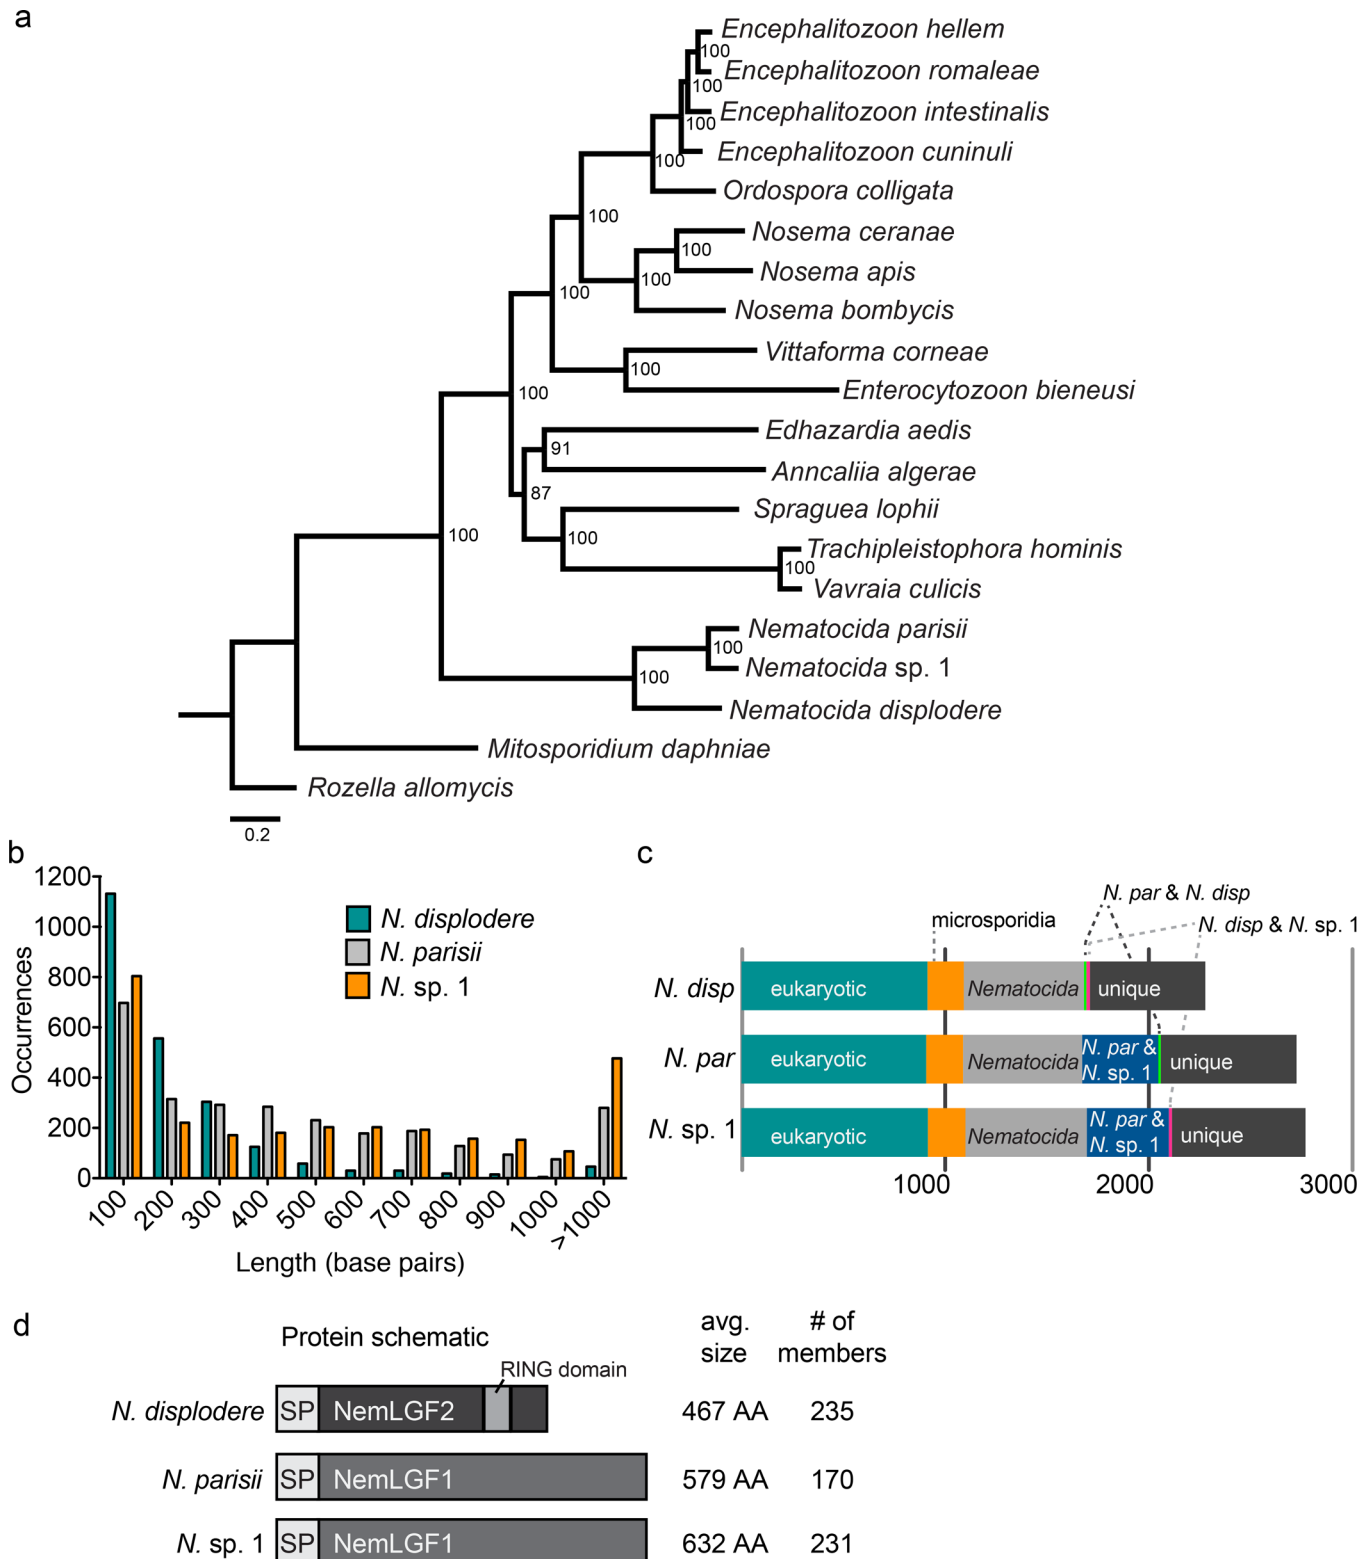 a
Encephalitozoon hellem
100
Encephalitozoon romaleae
100
Encephalitozoon intestinalis
100
Encephalitozoon cuninuli
100
Ordospora colligata
100
Nosema ceranae
100
Nosema apis
100
Nosema bombycis
100
Vittaforma corneae
100
Enterocytozoon bieneusi
100
Edhazardia aedis
91
Anncaliia algerae
87
Spraguea lophii
100
Trachipleistophora hominis
100
Vavraia culicis
100
Nematocida parisii
100
Nematocida sp. 1
100
Nematocida displodere
Mitosporidium daphniae
Rozella allomycis
0.2
b
1200
1000
800
600
400
200
0
Occurrences
N. displodere
N. parisii
N. sp. 1
100
200
300
400
500
600
700
800
900
1000
>1000
Length (base pairs)
c
N. par & N. disp
microsporidia
N. disp & N. sp. 1
N. disp
eukaryotic
Nematocida
unique
N. par
eukaryotic
Nematocida
N. par &
N. sp. 1
unique
N. sp. 1
eukaryotic
Nematocida
N. par &
N. sp. 1
unique
1000
2000
3000
d
Protein schematic
avg.
size
# of
members
RING domain
N. displodere
SP
NemLGF2
467 AA
235
N. parisii
SP
NemLGF1
579 AA
170
N. sp. 1
SP
NemLGF1
632 AA
231